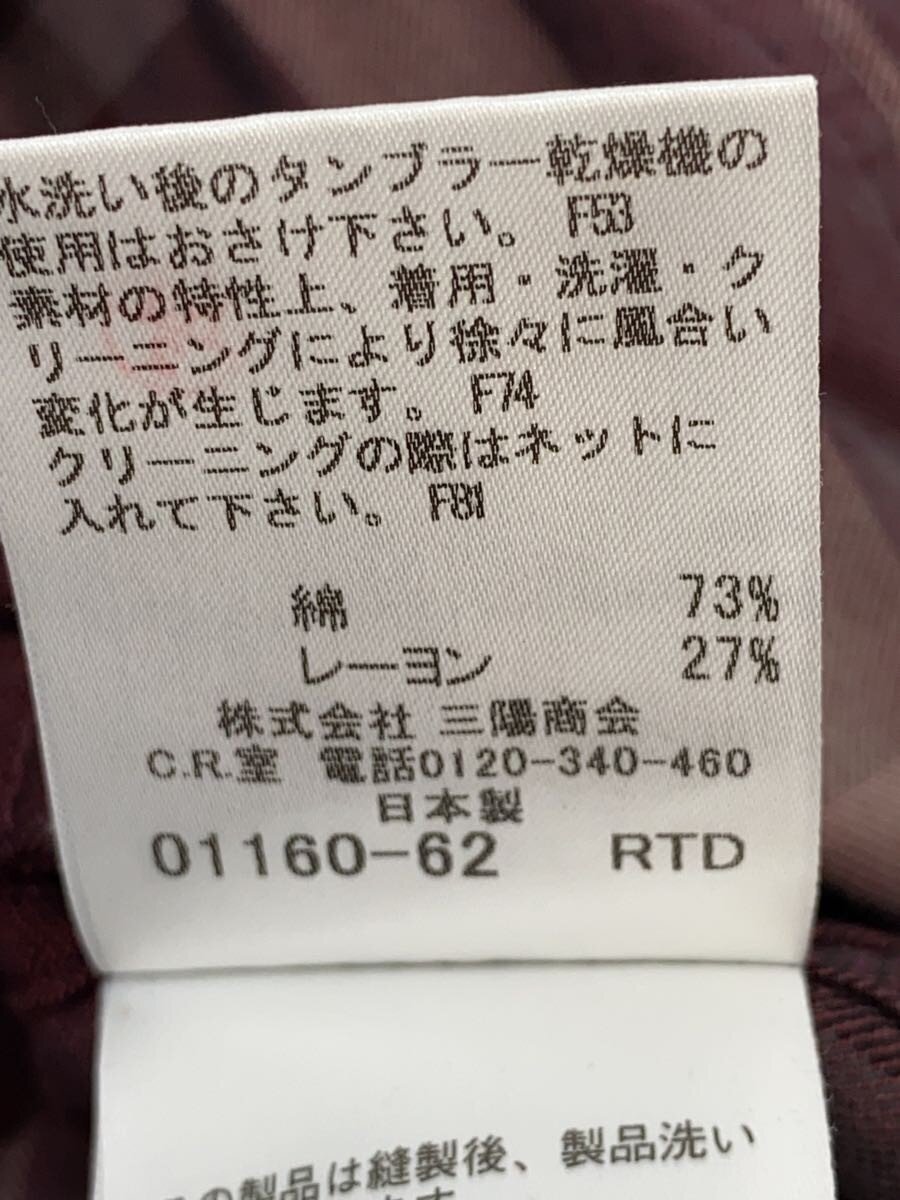 水洗い後のタンブラー乾燥機の
使用はおさけ下さい。 F53
素材の特性上、着用・洗濯・ク
リーニングにより徐々に風合い
変化が生じます。 F74
クリーニングの際はネットに
入れて下さい。 F81
綿 73%
レーヨン 27%
株式会社 三陽商会
C.R.室 電話0120-340-460
日本製
01160-62 RTD
の製品は縫製後、製品洗い